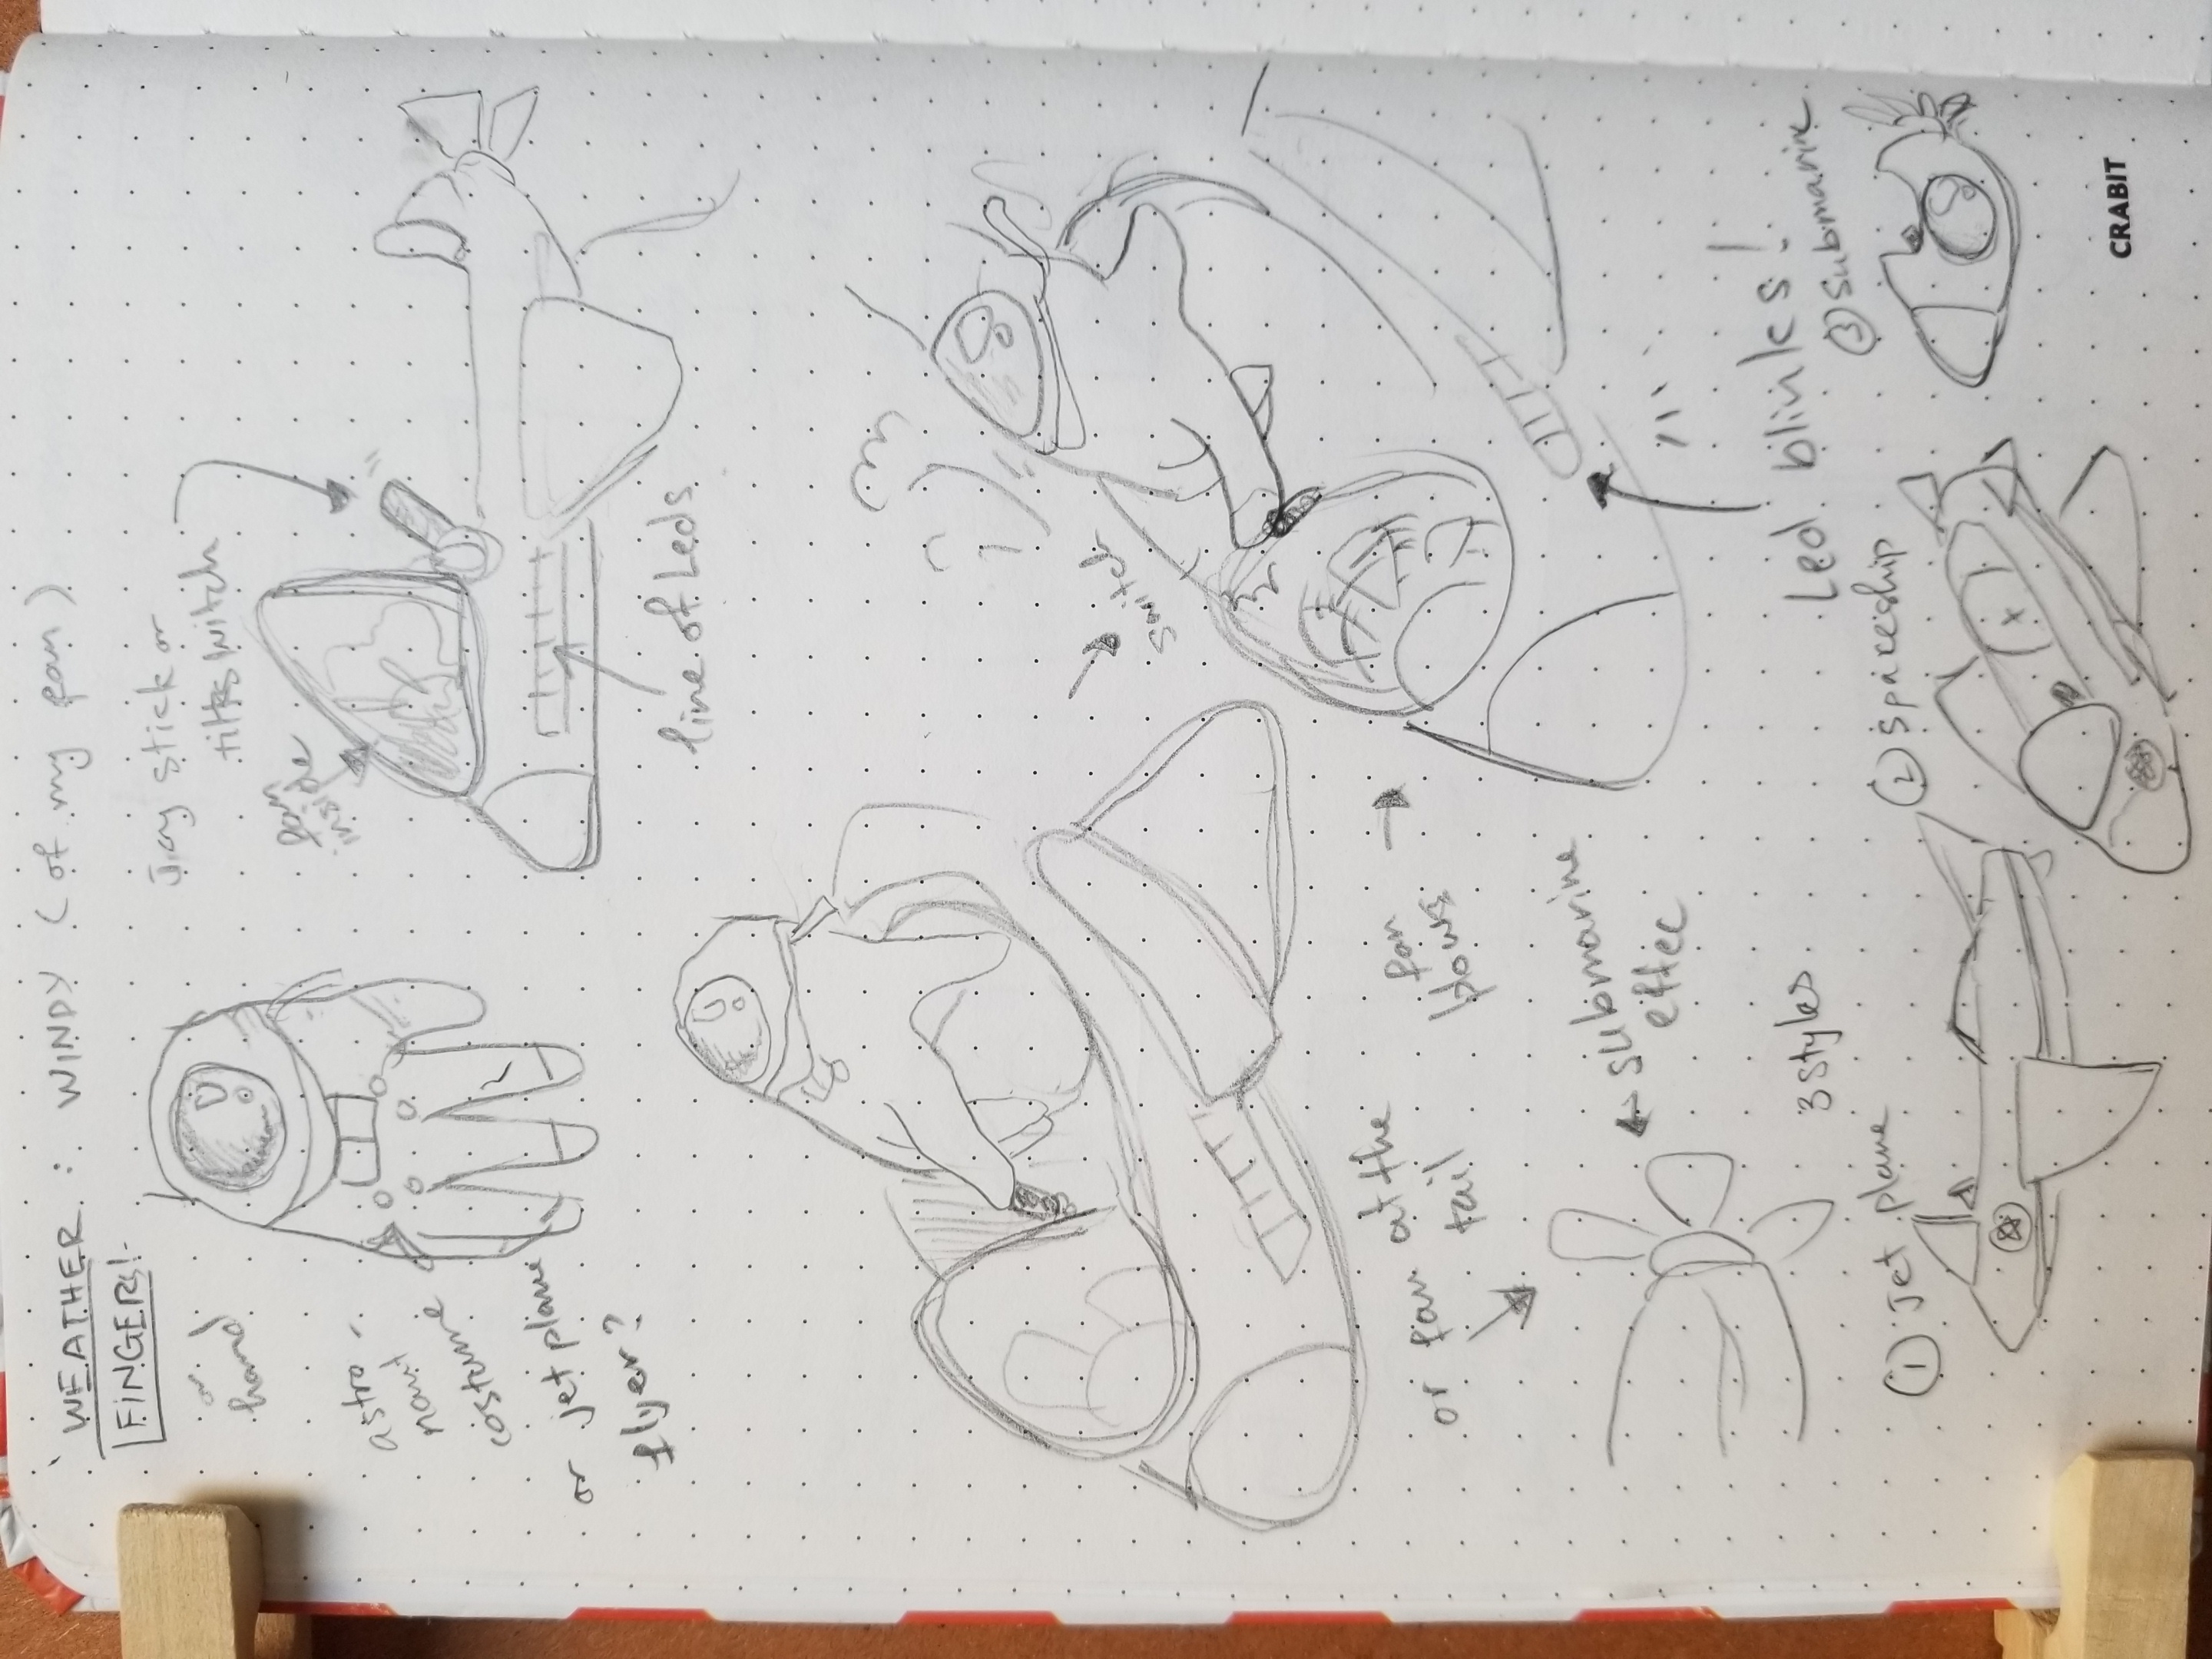 WEATHER : WINDY (of my fan)
FINGERS!
or
hand
Joy stick or
tilt switch
fan
inside
astro -
naut
costume
or jet plane
flyer?
line of Leds
switch
or fan at the
tail
fan
blows
submarine
effec
3 styles
Led blinks!
① Jet plane
② spaceship
③ submarine
CRABIT